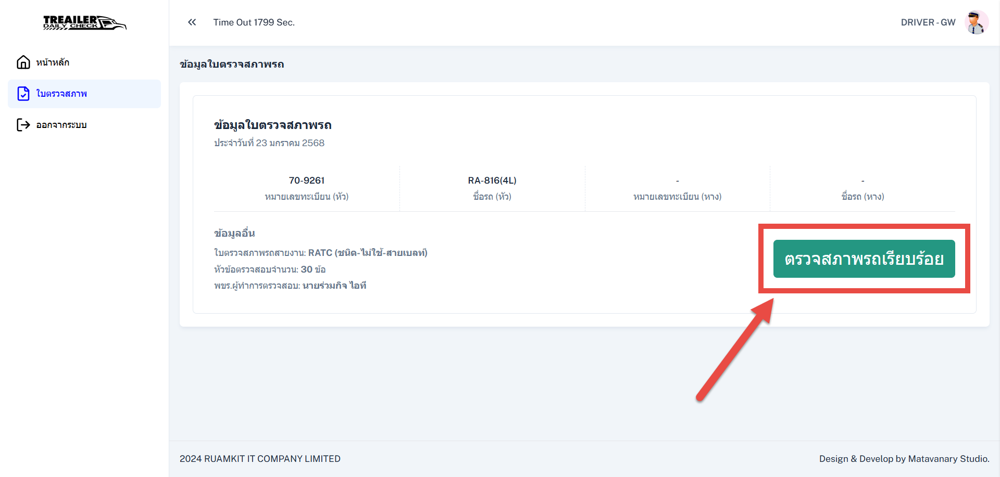 TREAILER
DAILY CHECK
Time Out 1799 Sec.
DRIVER - GW
หน้าหลัก
ใบตรวจสภาพ
ออกจากระบบ
ข้อมูลใบตรวจสภาพรถ
ข้อมูลใบตรวจสภาพรถ
ประจำวันที่ 23 มกราคม 2568
70-9261
หมายเลขทะเบียน (หัว)
RA-816(4L)
ชื่อรถ (หัว)
-
หมายเลขทะเบียน (หาง)
-
ชื่อรถ (หาง)
ข้อมูลอื่น
ใบตรวจสภาพรถสายงาน: RATC (ชนิด-ไม่ใช้-สายเบลท์)
หัวข้อตรวจสอบจำนวน: 30 ข้อ
พขร.ผู้ทำการตรวจสอบ: นายร่วมกิจ ไอที
ตรวจสภาพรถเรียบร้อย
2024 RUAMKIT IT COMPANY LIMITED
Design & Develop by Matavanary Studio.